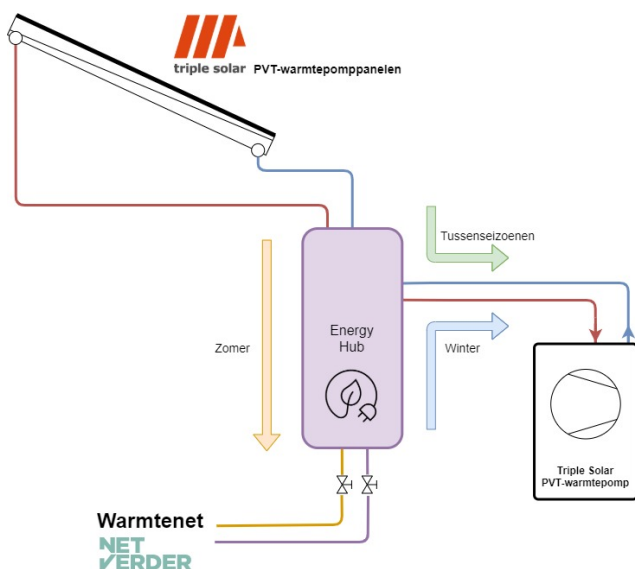 triple solar PVT-warmtepomppanelen
Tussenseizoenen
Zomer
Energy
Hub
Winter
Triple Solar
PVT-warmtepomp
Warmtenet
NET
VERDER